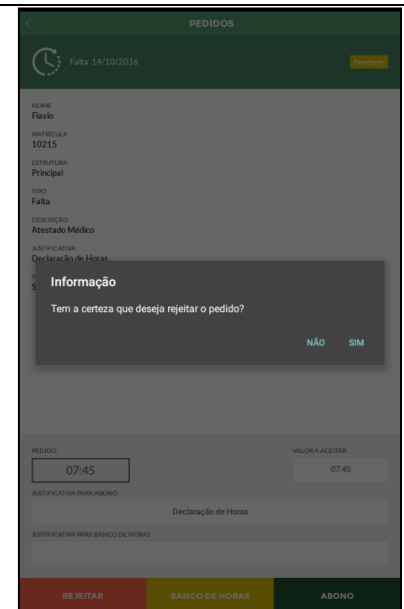 PEDIDOS
Falta 14/10/2016
Pendente
NOME
Flavio
MATRÍCULA
10215
ESTRUTURA
Principal
TIPO
Falta
DESCRIÇÃO
Atestado Médico
JUSTIFICATIVA
Declaração de Horas
Informação
Tem a certeza que deseja rejeitar o pedido?
NÃO SIM
PEDIDO VALOR A ACEITAR
07:45 07:45
JUSTIFICATIVA PARA ABONO
Declaração de Horas
JUSTIFICATIVA PARA BANCO DE HORAS
REJEITAR BANCO DE HORAS ABONO